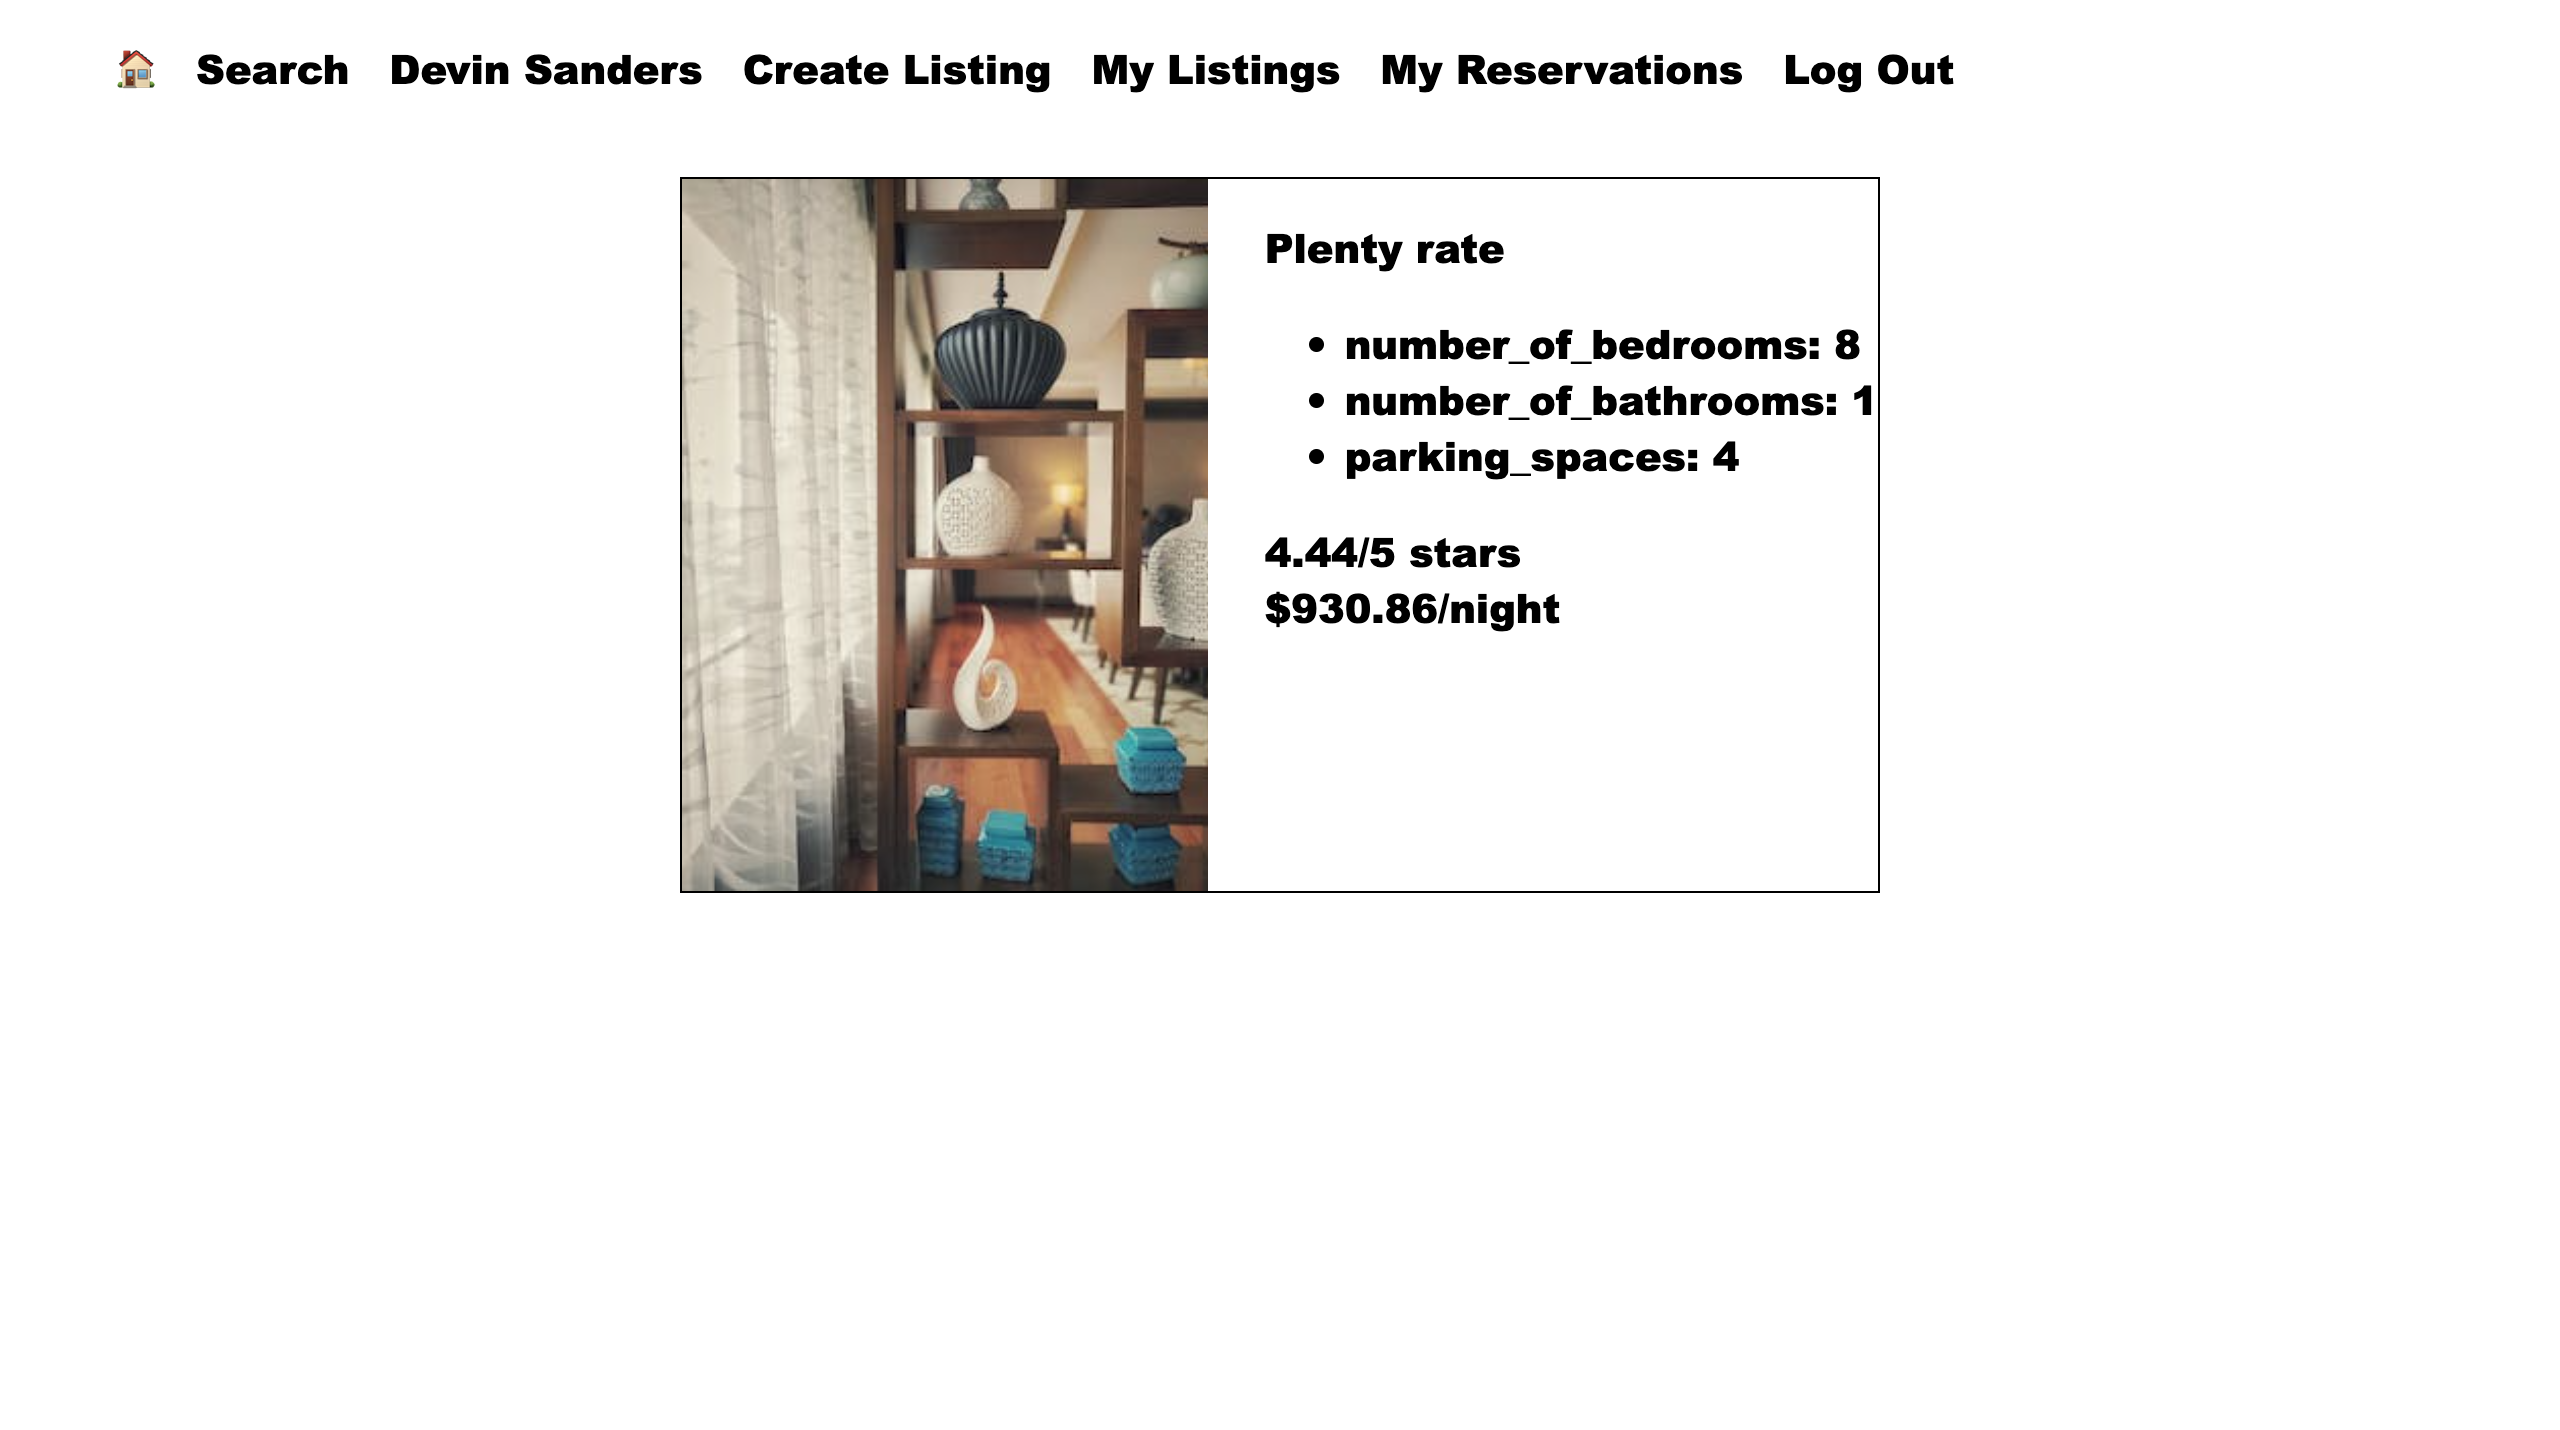 Search Devin Sanders Create Listing My Listings My Reservations Log Out
Plenty rate
• number_of_bedrooms: 8
• number_of_bathrooms: 1
• parking_spaces: 4
4.44/5 stars
$930.86/night